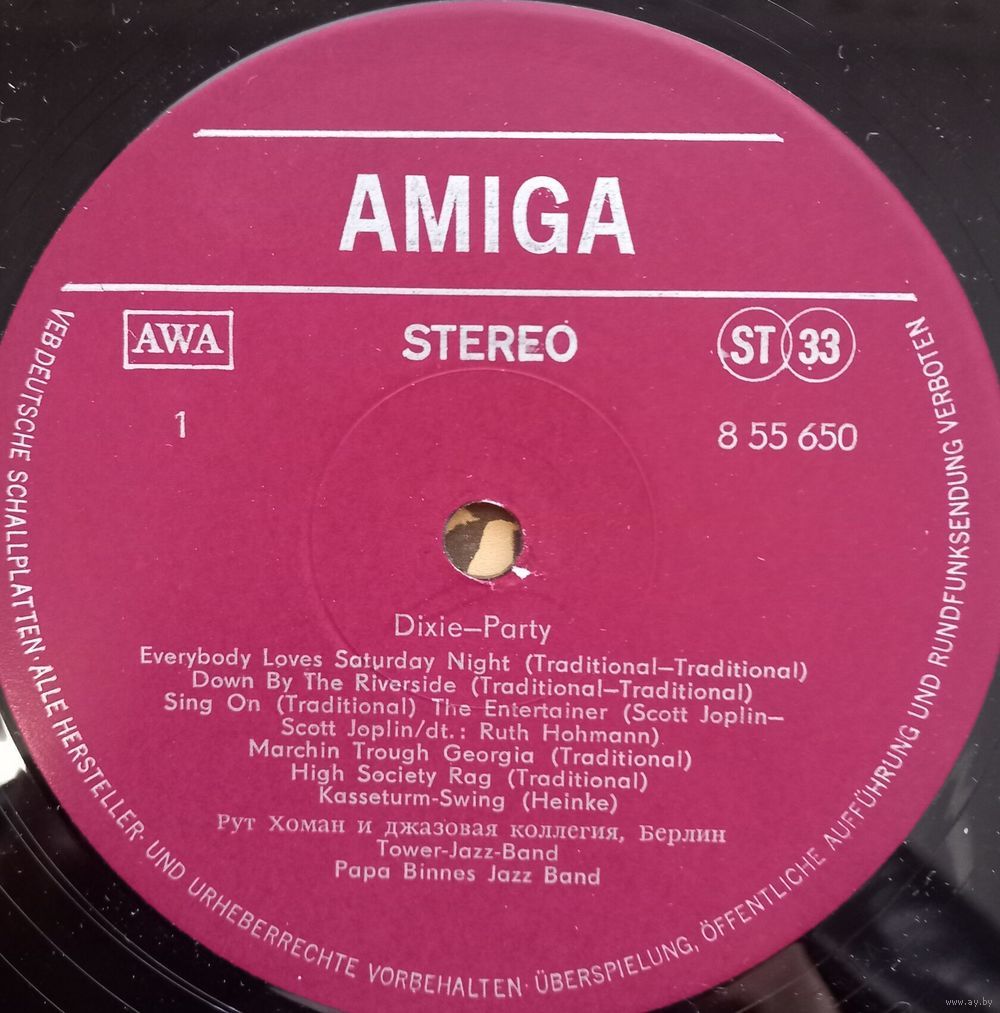 AMIGA
AWA
STEREO
ST 33
1
8 55 650
Dixie—Party
Everybody Loves Saturday Night (Traditional—Traditional)
Down By The Riverside (Traditional—Traditional)
Sing On (Traditional) The Entertainer (Scott Joplin—
Scott Joplin/dt.: Ruth Hohmann)
Marchin Trough Georgia (Traditional)
High Society Rag (Traditional)
Kasseturm-Swing (Heinke)
Рут Хоман и джазовая коллегия, Берлин
Tower-Jazz-Band
Papa Binnes Jazz Band
VEB DEUTSCHE SCHALLPLATTEN · ALLE HERSTELLER- UND URHEBERRECHTE VORBEHALTEN · ÜBERSPIELUNG, ÖFFENTLICHE AUFFÜHRUNG UND RUNDFUNKSENDUNG VERBOTEN
www.ay.by